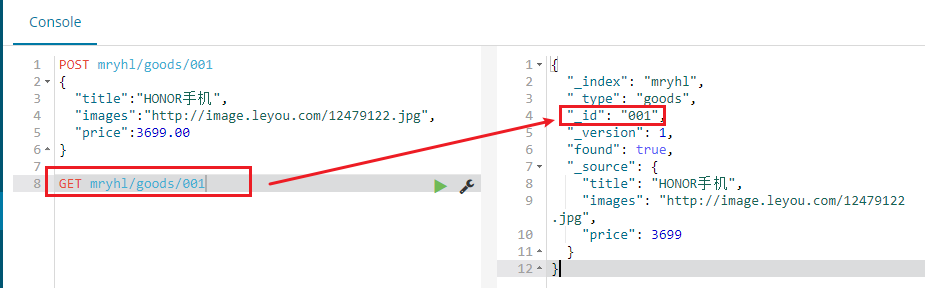 Console
1 POST mryhl/goods/001
2 {
3 "title":"HONOR手机",
4 "images":"http://image.leyou.com/12479122.jpg",
5 "price":3699.00
6 }
7
8 GET mryhl/goods/001
1 {
2 "_index": "mryhl",
3 "_type": "goods",
4 "_id": "001",
5 "_version": 1,
6 "found": true,
7 "_source": {
8 "title": "HONOR手机",
9 "images": "http://image.leyou.com/12479122
.jpg",
10 "price": 3699
11 }
12 }